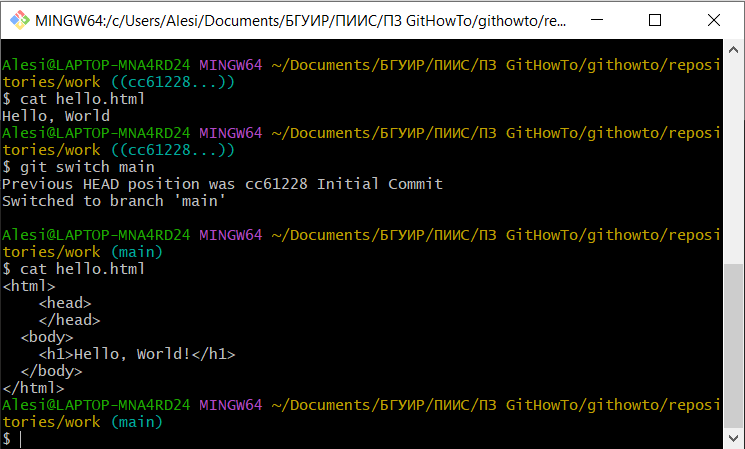 MINGW64:/c/Users/Alesi/Documents/БГУИР/ПИИС/ПЗ GitHowTo/githowto/re...
Alesi@LAPTOP-MNA4RD24 MINGW64 ~/Documents/БГУИР/ПИИС/ПЗ GitHowTo/githowto/reposi
tories/work ((cc61228...))
$ cat hello.html
Hello, World
Alesi@LAPTOP-MNA4RD24 MINGW64 ~/Documents/БГУИР/ПИИС/ПЗ GitHowTo/githowto/reposi
tories/work ((cc61228...))
$ git switch main
Previous HEAD position was cc61228 Initial Commit
Switched to branch 'main'
Alesi@LAPTOP-MNA4RD24 MINGW64 ~/Documents/БГУИР/ПИИС/ПЗ GitHowTo/githowto/reposi
tories/work (main)
$ cat hello.html
<html>
    <head>
    </head>
  <body>
    <h1>Hello, World!</h1>
  </body>
</html>
Alesi@LAPTOP-MNA4RD24 MINGW64 ~/Documents/БГУИР/ПИИС/ПЗ GitHowTo/githowto/reposi
tories/work (main)
$